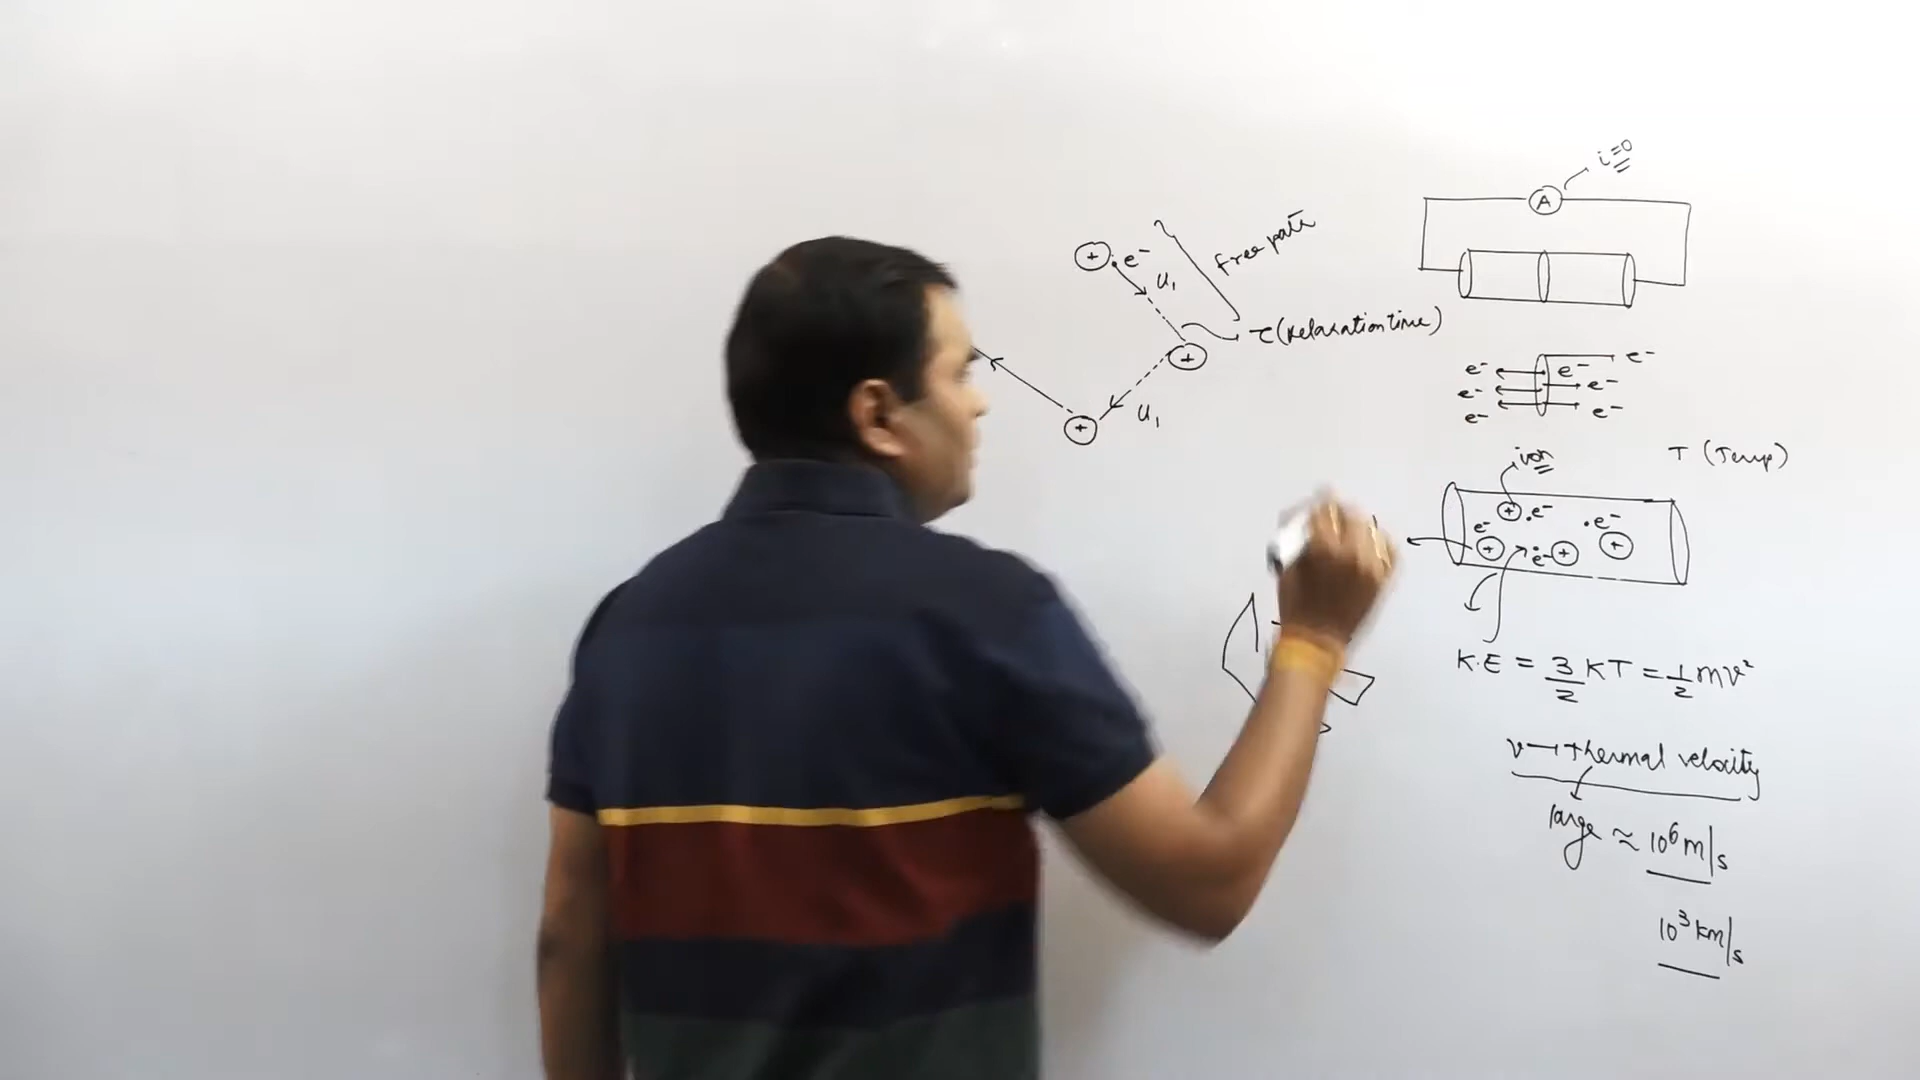 i=0
A
+ e⁻
u₁
free path
τ (Relaxation time)
+
u₁
+
e⁻ e⁻ e⁻
e⁻ e⁻
e⁻ e⁻
ion
T (Temp)
+ e⁻ e⁻
e⁻
+ e⁻ + +
K.E = 3/2 KT = 1/2 mv²
v → Thermal velocity
large ≈ 10⁶ m/s
10³ km/s